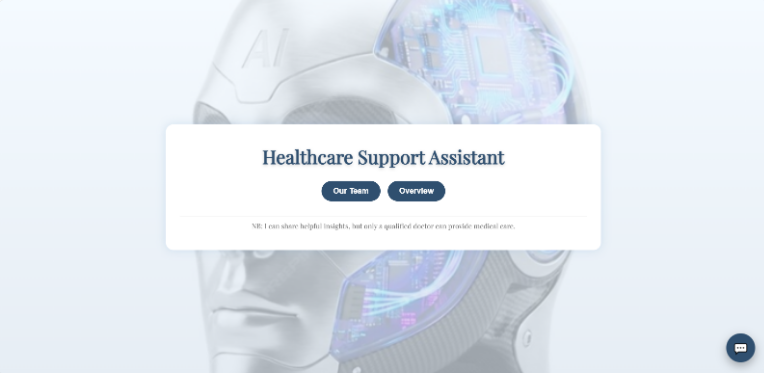 AI
Healthcare Support Assistant
Our Team Overview
NB: I can share helpful insights, but only a qualified doctor can provide medical care.